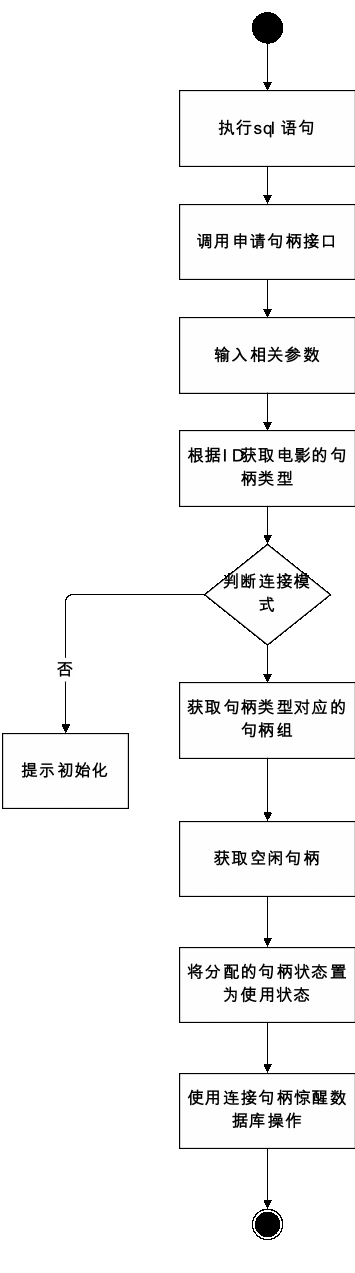 执行sql 语句
调用申请句柄接口
输入相关参数
根据ID获取电影的句
柄类型
判断连接模
式
否
获取句柄类型对应的
句柄组
提示初始化
获取空闲句柄
将分配的句柄状态置
为使用状态
使用连接句柄惊醒数
据库操作